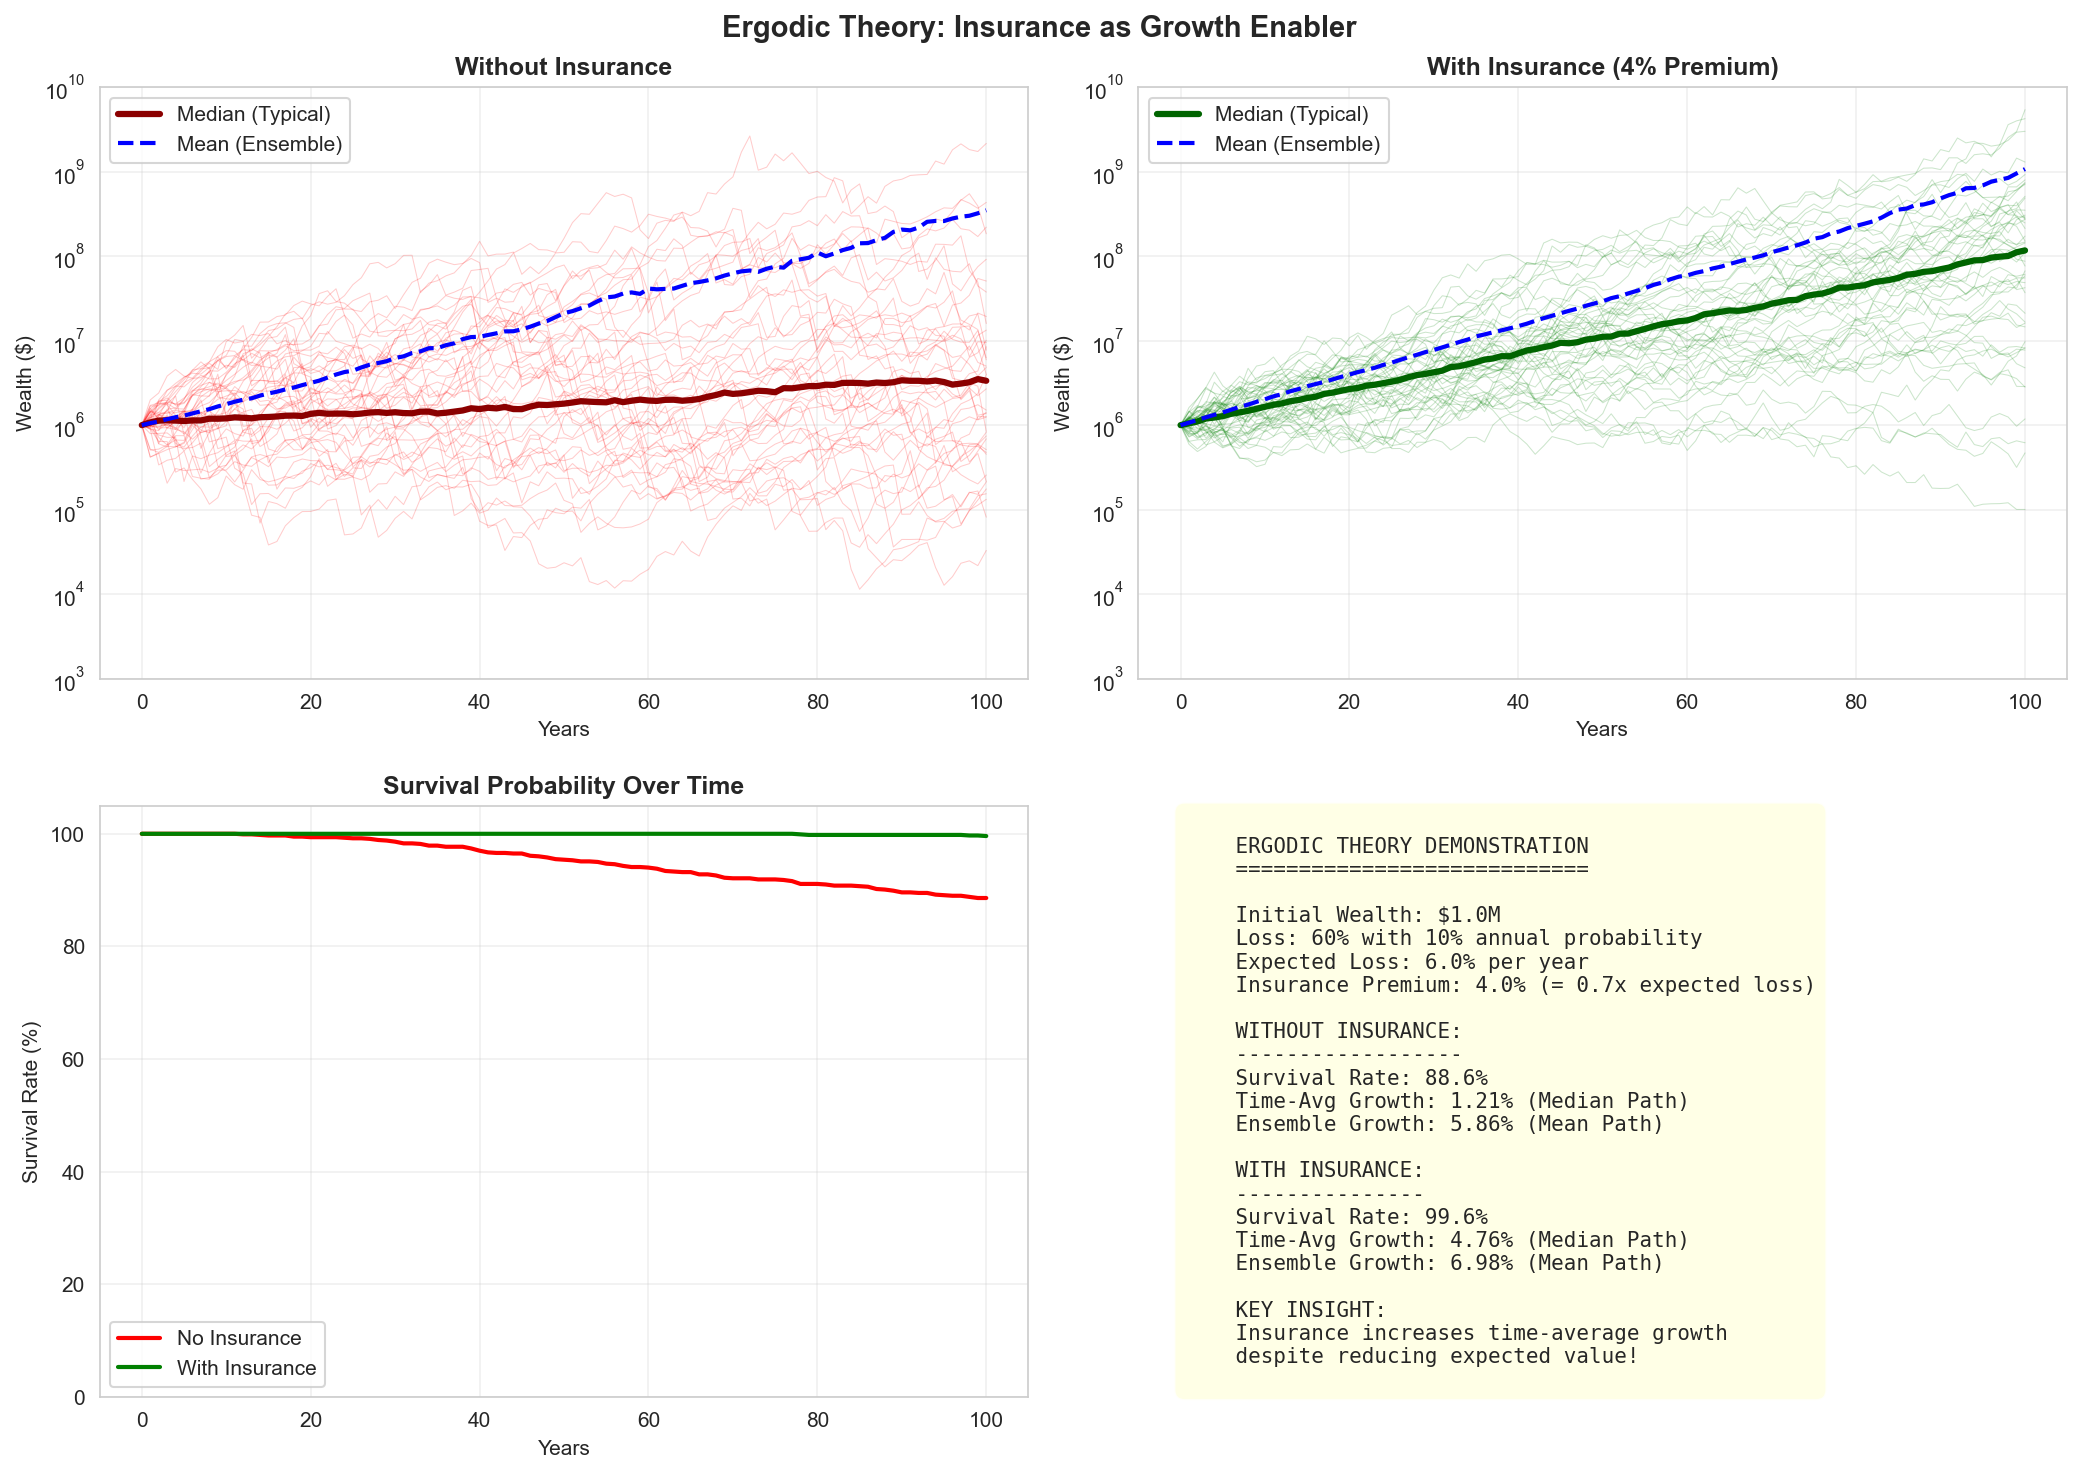 Ergodic Theory: Insurance as Growth Enabler
Without Insurance
Median (Typical)
Mean (Ensemble)
Wealth ($)
10^10
10^9
10^8
10^7
10^6
10^5
10^4
10^3
0 20 40 60 80 100
Years
With Insurance (4% Premium)
Median (Typical)
Mean (Ensemble)
Wealth ($)
10^10
10^9
10^8
10^7
10^6
10^5
10^4
10^3
0 20 40 60 80 100
Years
Survival Probability Over Time
Survival Rate (%)
100
80
60
40
20
0
No Insurance
With Insurance
0 20 40 60 80 100
Years
ERGODIC THEORY DEMONSTRATION
============================
Initial Wealth: $1.0M
Loss: 60% with 10% annual probability
Expected Loss: 6.0% per year
Insurance Premium: 4.0% (= 0.7x expected loss)
WITHOUT INSURANCE:
------------------
Survival Rate: 88.6%
Time-Avg Growth: 1.21% (Median Path)
Ensemble Growth: 5.86% (Mean Path)
WITH INSURANCE:
---------------
Survival Rate: 99.6%
Time-Avg Growth: 4.76% (Median Path)
Ensemble Growth: 6.98% (Mean Path)
KEY INSIGHT:
Insurance increases time-average growth
despite reducing expected value!